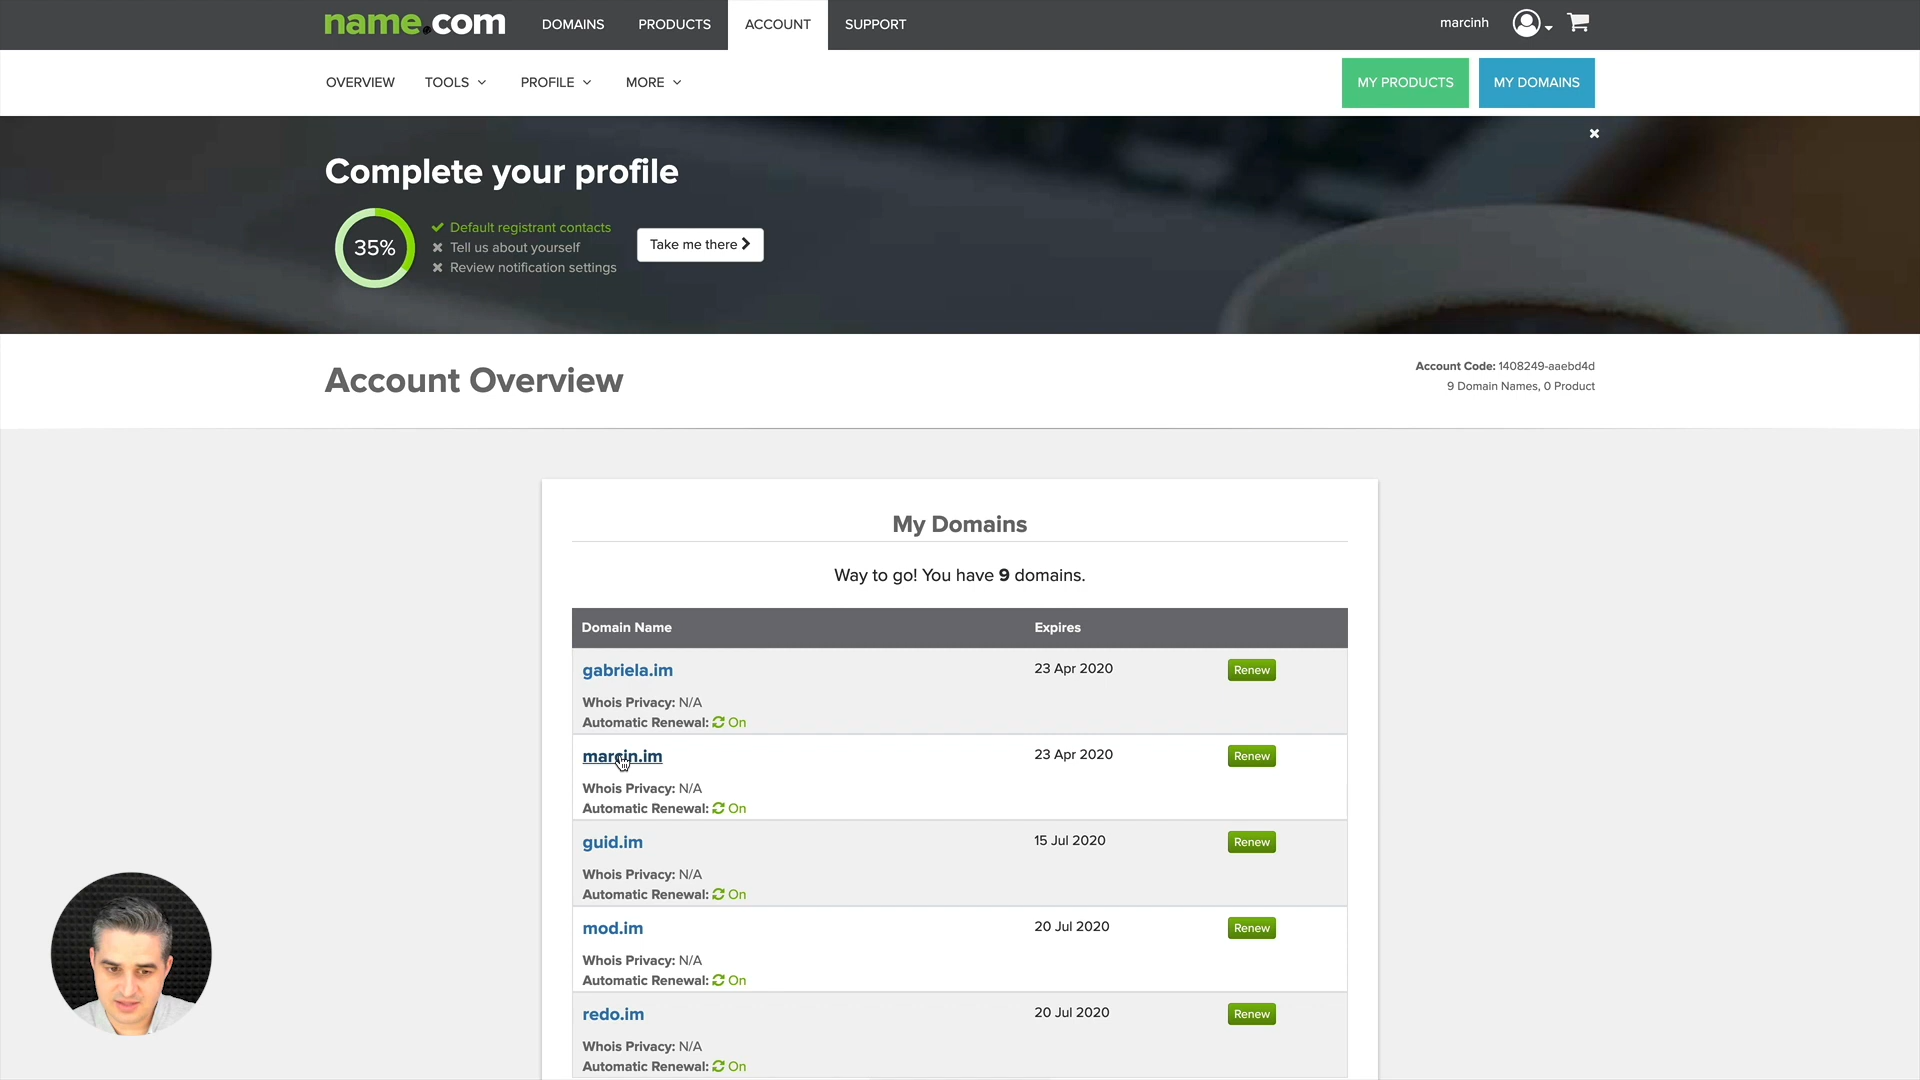 name.com DOMAINS PRODUCTS ACCOUNT SUPPORT marcinh
OVERVIEW TOOLS PROFILE MORE MY PRODUCTS MY DOMAINS
Complete your profile
35%
Default registrant contacts
Tell us about yourself
Review notification settings
Take me there
Account Overview
Account Code: 1408249-aaebd4d
9 Domain Names, 0 Product
My Domains
Way to go! You have 9 domains.
Domain Name Expires
gabriela.im 23 Apr 2020 Renew
Whois Privacy: N/A
Automatic Renewal: On
marcin.im 23 Apr 2020 Renew
Whois Privacy: N/A
Automatic Renewal: On
guid.im 15 Jul 2020 Renew
Whois Privacy: N/A
Automatic Renewal: On
mod.im 20 Jul 2020 Renew
Whois Privacy: N/A
Automatic Renewal: On
redo.im 20 Jul 2020 Renew
Whois Privacy: N/A
Automatic Renewal: On